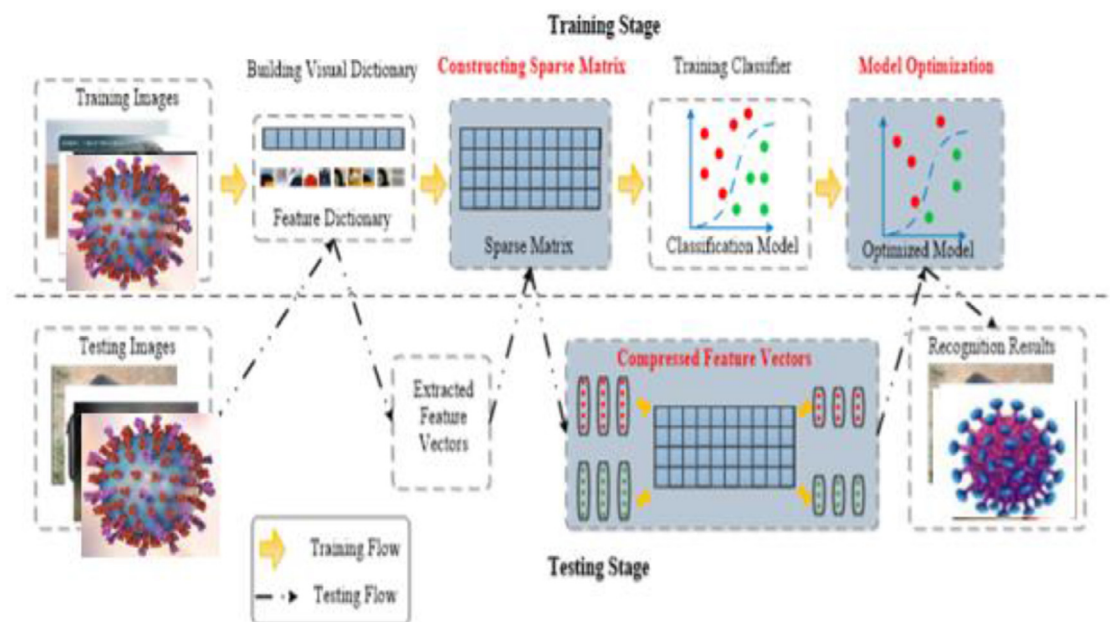 Training Stage
Building Visual Dictionary
Constructing Sparse Matrix
Training Classifier
Model Optimization
Training Images
Feature Dictionary
Sparse Matrix
Classification Model
Optimized Model
Testing Images
Extracted
Feature
Vectors
Compressed Feature Vectors
Recognition Results
Training Flow
Testing Flow
Testing Stage